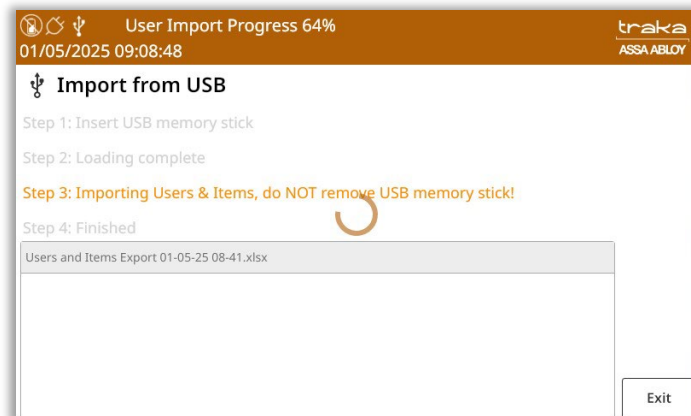 User Import Progress 64%
traka
01/05/2025 09:08:48
ASSA ABLOY
Import from USB
Step 1: Insert USB memory stick
Step 2: Loading complete
Step 3: Importing Users & Items, do NOT remove USB memory stick!
Step 4: Finished
Users and Items Export 01-05-25 08-41.xlsx
Exit